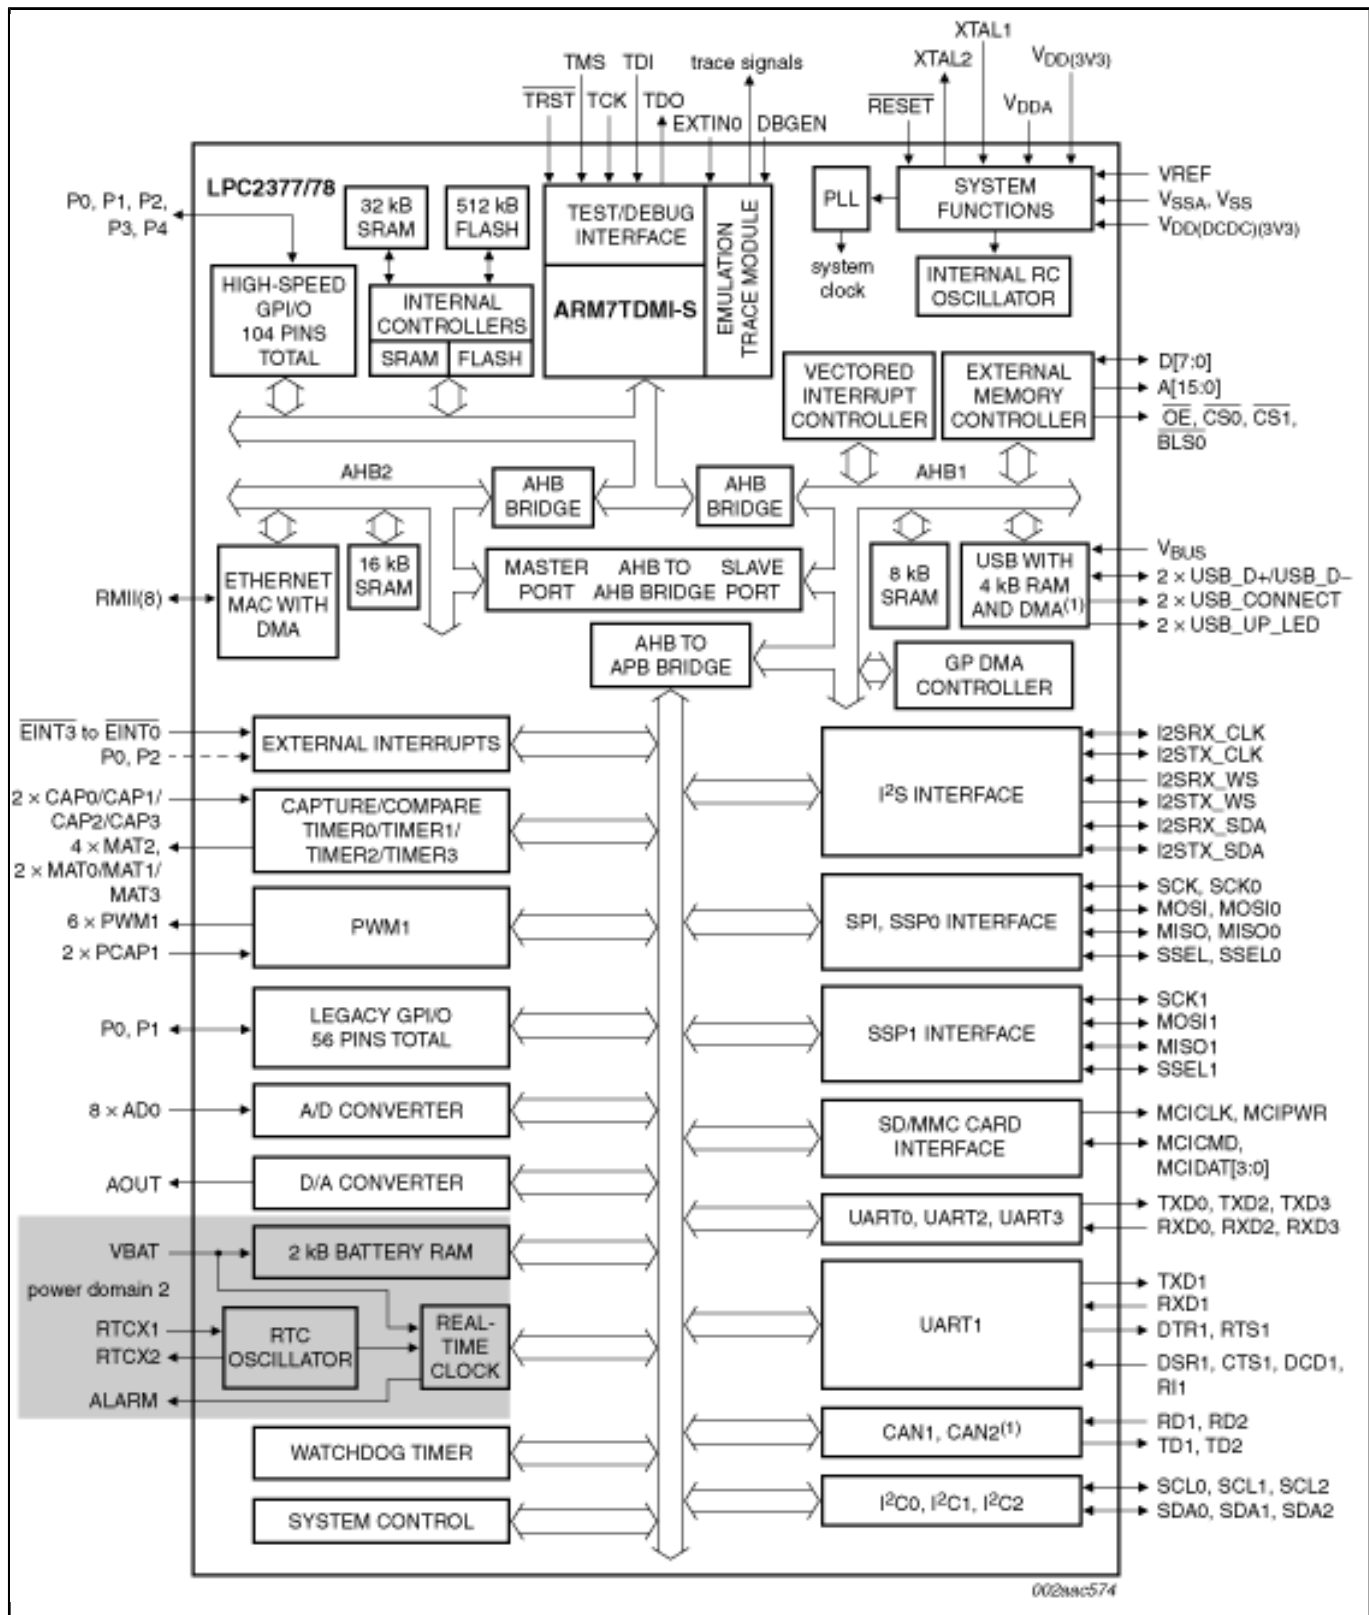 XTAL1
XTAL2
VDD(3V3)
TMS TDI trace signals
TRST TCK TDO
RESET VDDA
EXTIN0 DBGEN
LPC2377/78
P0, P1, P2,
P3, P4
32 kB
SRAM
512 kB
FLASH
TEST/DEBUG
INTERFACE
EMULATION
TRACE MODULE
PLL
SYSTEM
FUNCTIONS
VREF
VSSA, VSS
VDD(DCDC)(3V3)
system
clock
INTERNAL RC
OSCILLATOR
HIGH-SPEED
GPI/O
104 PINS
TOTAL
INTERNAL
CONTROLLERS
SRAM FLASH
ARM7TDMI-S
VECTORED
INTERRUPT
CONTROLLER
EXTERNAL
MEMORY
CONTROLLER
D[7:0]
A[15:0]
OE, CS0, CS1,
BLS0
AHB2
AHB
BRIDGE
AHB
BRIDGE
AHB1
RMII(8)
ETHERNET
MAC WITH
DMA
16 kB
SRAM
MASTER AHB TO SLAVE
PORT AHB BRIDGE PORT
8 kB
SRAM
USB WITH
4 kB RAM
AND DMA(1)
VBUS
2 × USB_D+/USB_D−
2 × USB_CONNECT
2 × USB_UP_LED
AHB TO
APB BRIDGE
GP DMA
CONTROLLER
EINT3 to EINT0
P0, P2
EXTERNAL INTERRUPTS
2 × CAP0/CAP1/
CAP2/CAP3
4 × MAT2,
2 × MAT0/MAT1/
MAT3
CAPTURE/COMPARE
TIMER0/TIMER1/
TIMER2/TIMER3
6 × PWM1
2 × PCAP1
PWM1
P0, P1
LEGACY GPI/O
56 PINS TOTAL
8 × AD0
A/D CONVERTER
AOUT
D/A CONVERTER
VBAT
2 kB BATTERY RAM
power domain 2
RTCX1
RTCX2
RTC
OSCILLATOR
REAL-
TIME
CLOCK
ALARM
WATCHDOG TIMER
SYSTEM CONTROL
I2S INTERFACE
I2SRX_CLK
I2STX_CLK
I2SRX_WS
I2STX_WS
I2SRX_SDA
I2STX_SDA
SPI, SSP0 INTERFACE
SCK, SCK0
MOSI, MOSI0
MISO, MISO0
SSEL, SSEL0
SSP1 INTERFACE
SCK1
MOSI1
MISO1
SSEL1
SD/MMC CARD
INTERFACE
MCICLK, MCIPWR
MCICMD,
MCIDAT[3:0]
UART0, UART2, UART3
TXD0, TXD2, TXD3
RXD0, RXD2, RXD3
UART1
TXD1
RXD1
DTR1, RTS1
DSR1, CTS1, DCD1,
RI1
CAN1, CAN2(1)
RD1, RD2
TD1, TD2
I2C0, I2C1, I2C2
SCL0, SCL1, SCL2
SDA0, SDA1, SDA2
002aac574